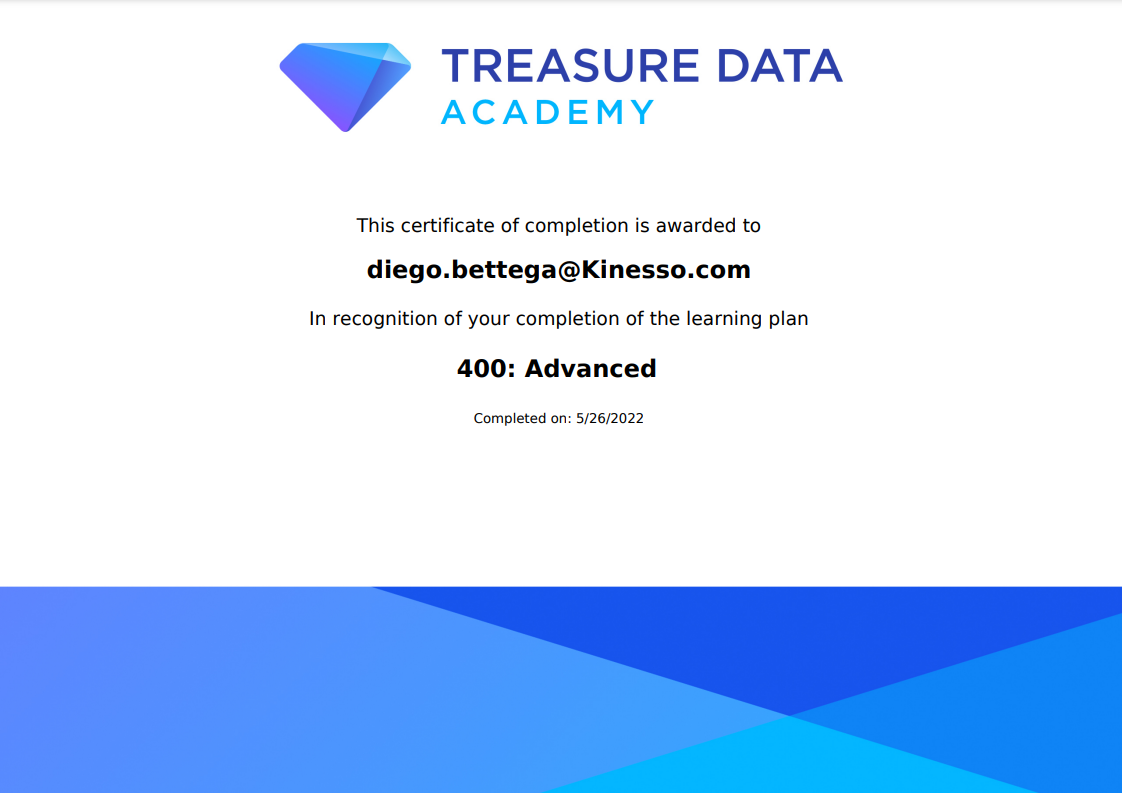 TREASURE DATA
ACADEMY
This certificate of completion is awarded to
diego.bettega@Kinesso.com
In recognition of your completion of the learning plan
400: Advanced
Completed on: 5/26/2022